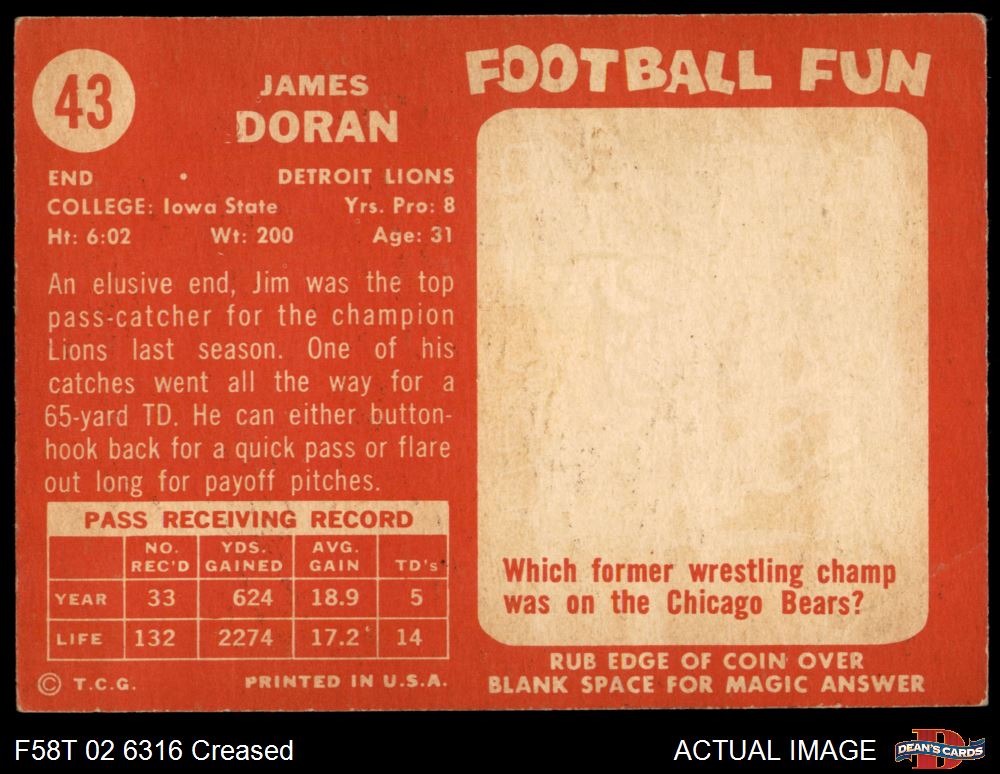 43
JAMES
DORAN
END • DETROIT LIONS
COLLEGE: Iowa State Yrs. Pro: 8
Ht: 6:02 Wt: 200 Age: 31
An elusive end, Jim was the top
pass-catcher for the champion
Lions last season. One of his
catches went all the way for a
65-yard TD. He can either button-
hook back for a quick pass or flare
out long for payoff pitches.
PASS RECEIVING RECORD
NO. REC'D YDS. GAINED AVG. GAIN TD's
YEAR 33 624 18.9 5
LIFE 132 2274 17.2 14
© T.C.G. PRINTED IN U.S.A.
FOOTBALL FUN
Which former wrestling champ
was on the Chicago Bears?
RUB EDGE OF COIN OVER
BLANK SPACE FOR MAGIC ANSWER
F58T 02 6316 Creased
ACTUAL IMAGE
DEAN'S CARDS